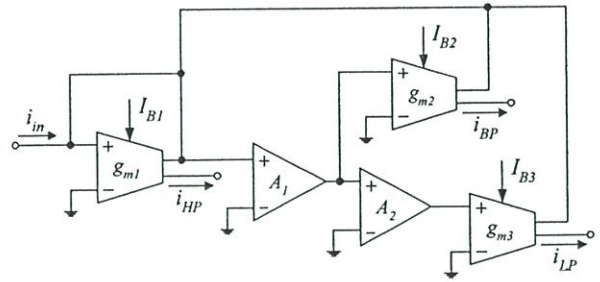 I_B2
+
g_m2
−
i_BP
i_in
I_B1
+
g_m1
−
i_HP
+
A_1
−
+
A_2
−
I_B3
+
g_m3
−
i_LP